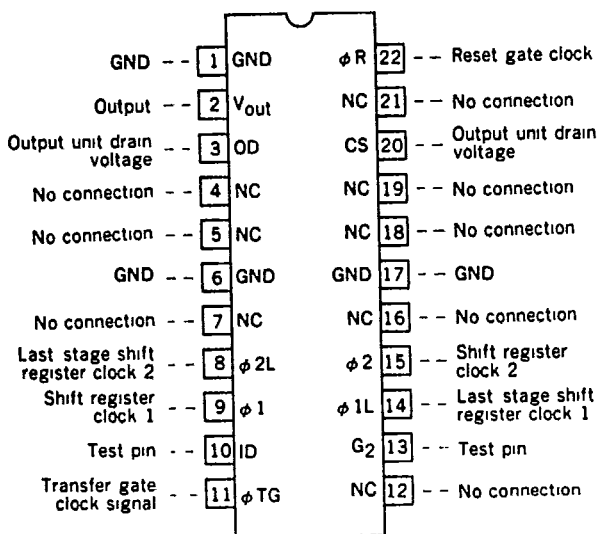 GND -- 1 GND φR 22 -- Reset gate clock
Output -- 2 Vout NC 21 -- No connection
Output unit drain voltage -- 3 OD CS 20 -- Output unit drain voltage
No connection -- 4 NC NC 19 -- No connection
No connection -- 5 NC NC 18 -- No connection
GND -- 6 GND GND 17 -- GND
No connection -- 7 NC NC 16 -- No connection
Last stage shift register clock 2 -- 8 φ2L φ2 15 -- Shift register clock 2
Shift register clock 1 -- 9 φ1 φ1L 14 -- Last stage shift register clock 1
Test pin -- 10 ID G2 13 -- Test pin
Transfer gate clock signal -- 11 φTG NC 12 -- No connection